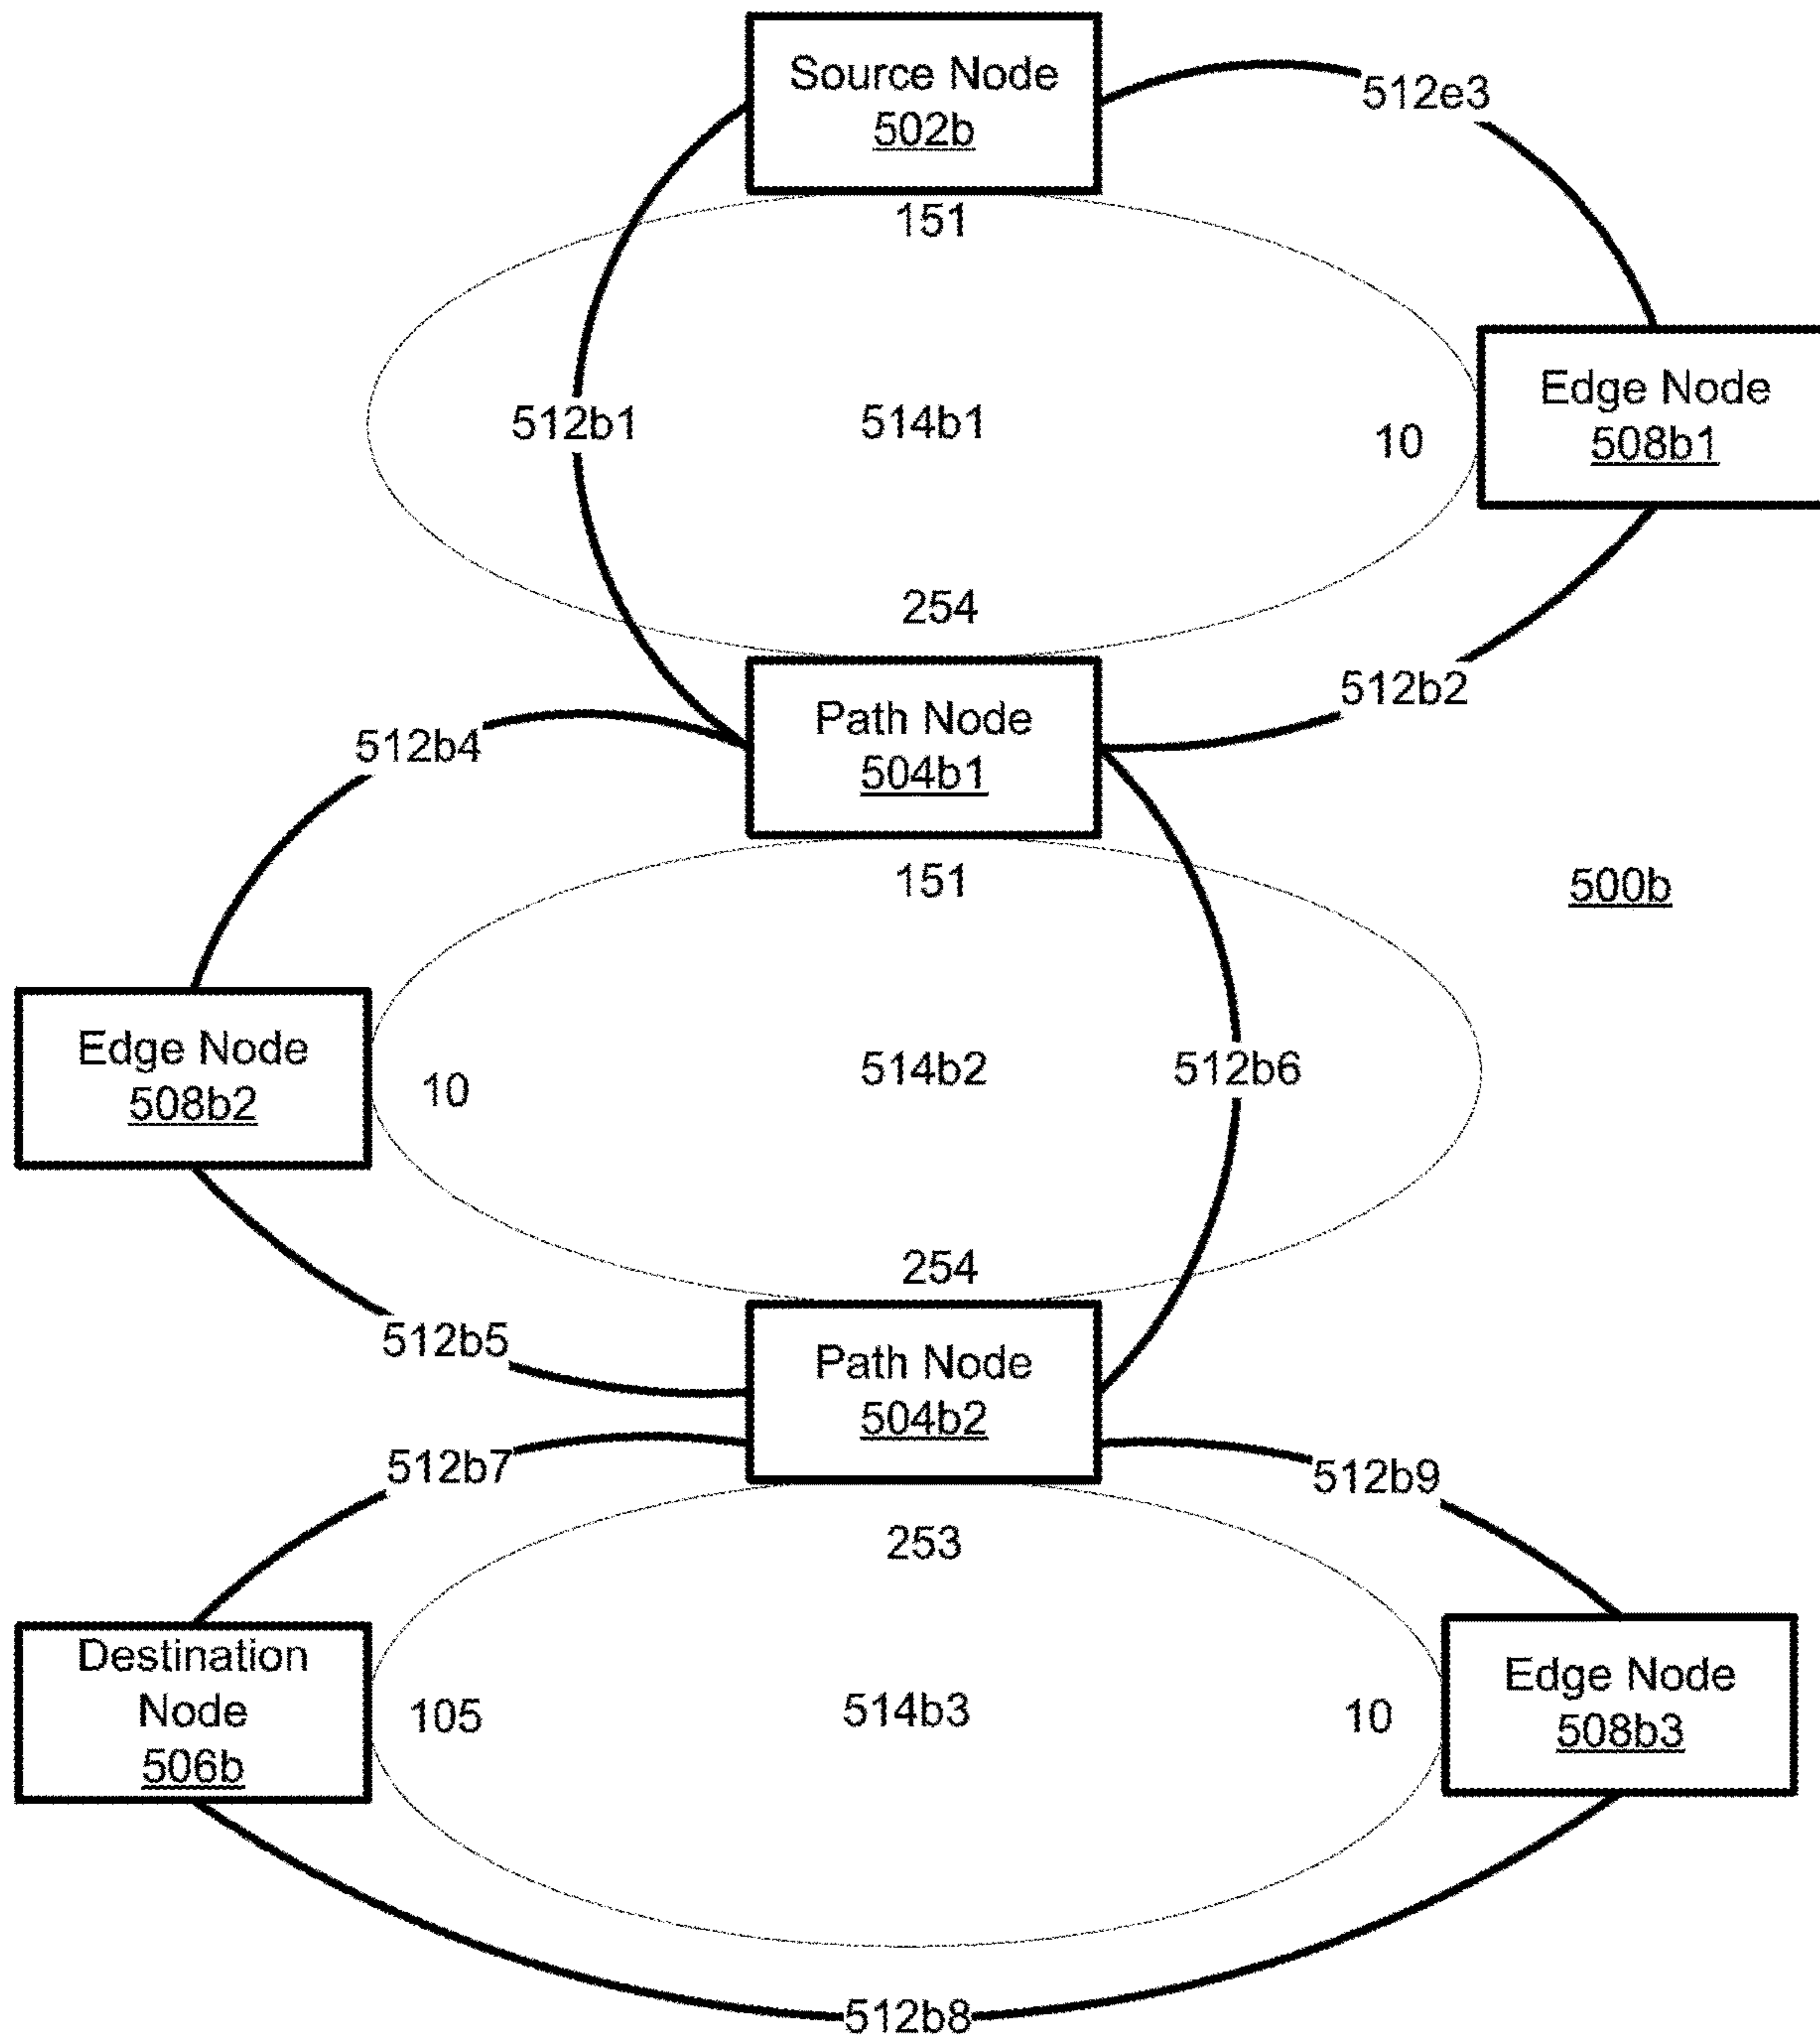 Source Node
502b
512e3
151
Edge Node
508b1
512b1
514b1
10
254
512b2
Path Node
504b1
512b4
151
500b
Edge Node
508b2
10
514b2
512b6
254
512b5
Path Node
504b2
512b7
512b9
253
Destination
Node
506b
105
514b3
10
Edge Node
508b3
512b8